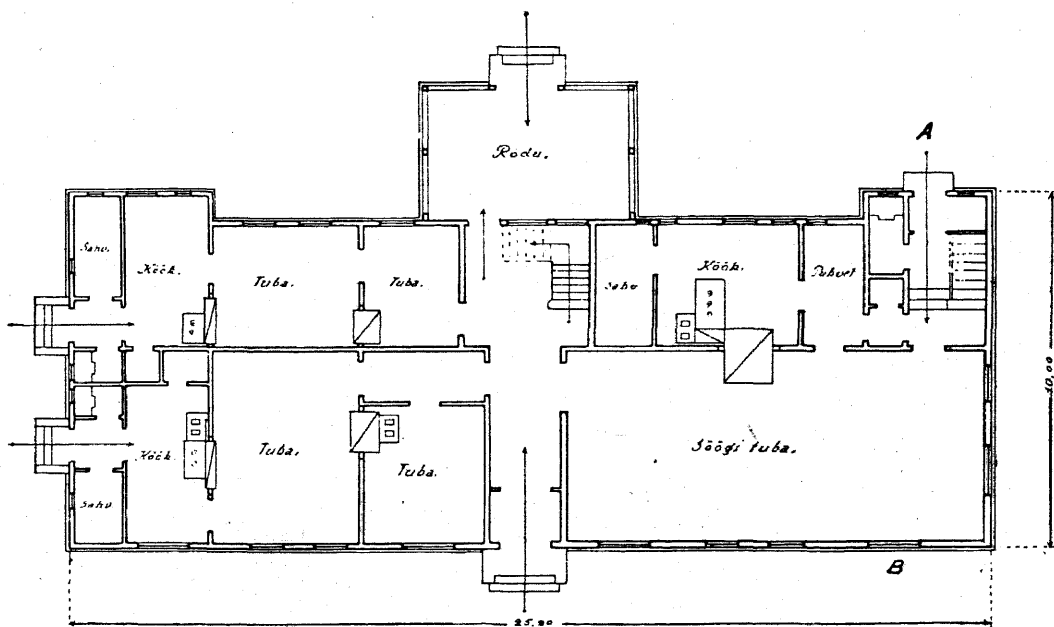 A
Rodu.
Sahv.
Köök.
Tuba.
Tuba.
Sahv
Köök.
Puhvet
10,00
Köök.
Tuba.
Tuba.
Söögi tuba.
Sahv
B
25,20